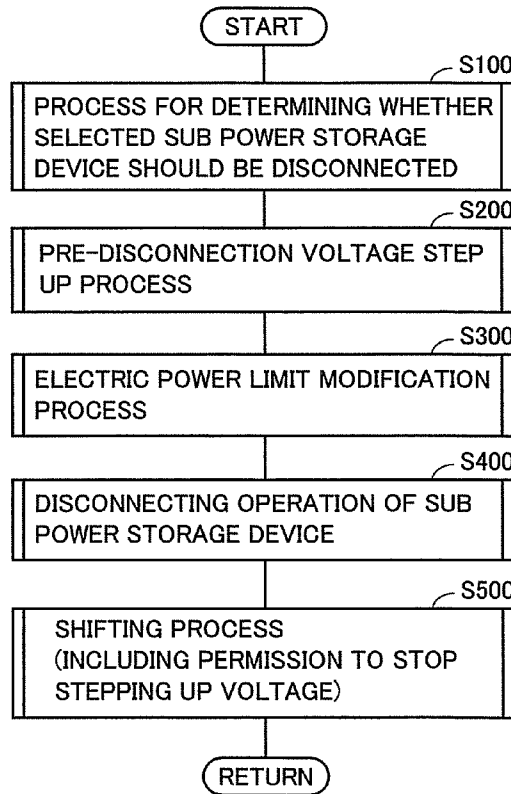 START
S100
PROCESS FOR DETERMINING WHETHER
SELECTED SUB POWER STORAGE
DEVICE SHOULD BE DISCONNECTED
S200
PRE-DISCONNECTION VOLTAGE STEP
UP PROCESS
S300
ELECTRIC POWER LIMIT MODIFICATION
PROCESS
S400
DISCONNECTING OPERATION OF SUB
POWER STORAGE DEVICE
S500
SHIFTING PROCESS
(INCLUDING PERMISSION TO STOP
STEPPING UP VOLTAGE)
RETURN